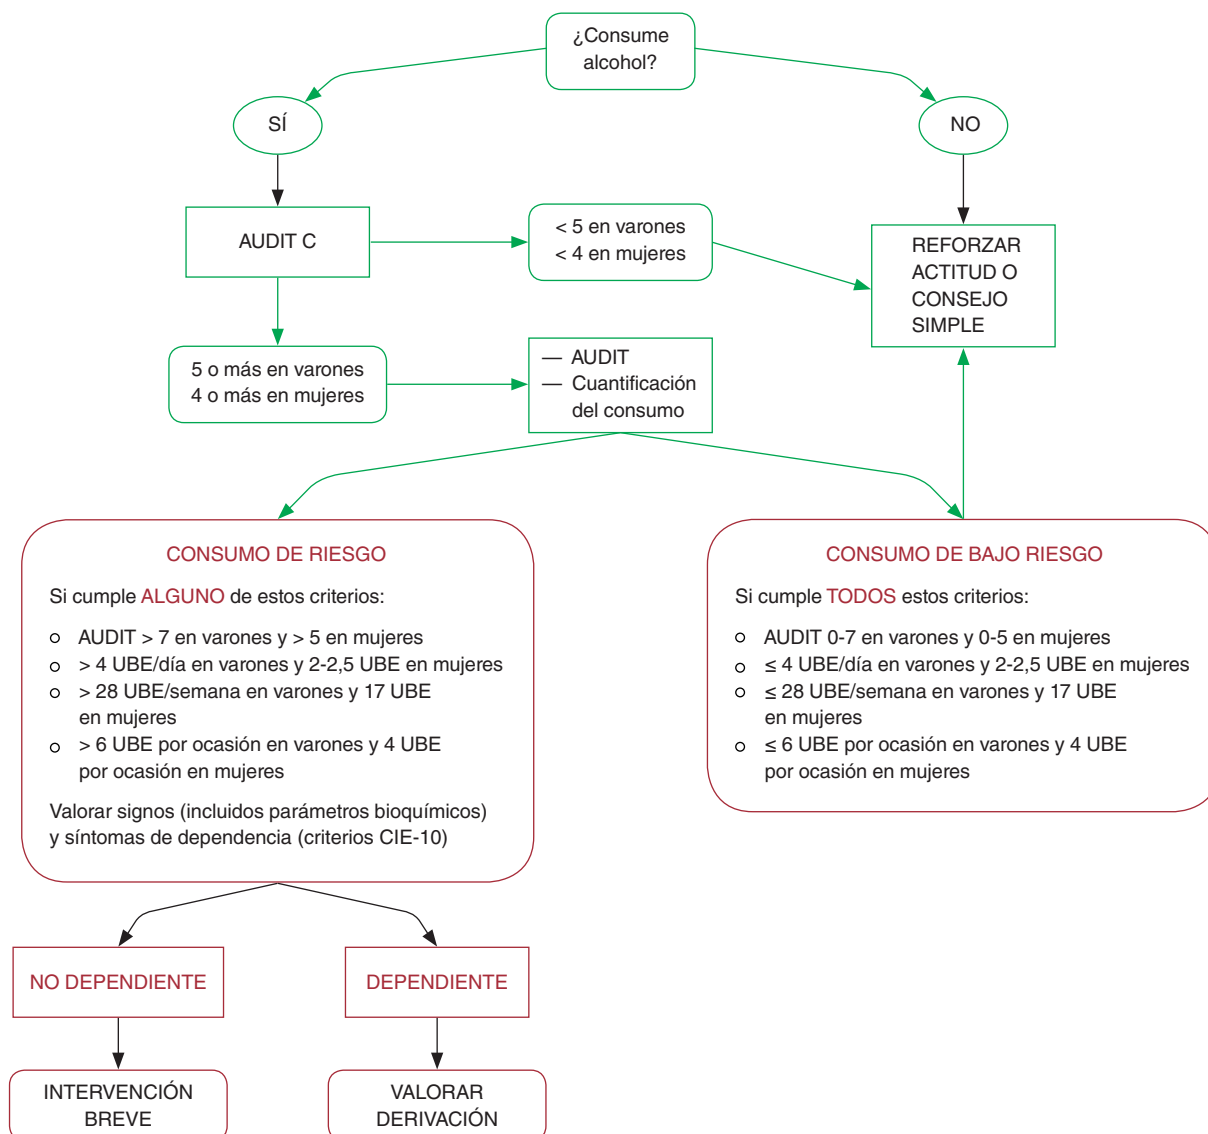 ¿Consume
alcohol?
SÍ
NO
AUDIT C
< 5 en varones
< 4 en mujeres
REFORZAR
ACTITUD O
CONSEJO
SIMPLE
5 o más en varones
4 o más en mujeres
— AUDIT
— Cuantificación
del consumo
CONSUMO DE RIESGO
Si cumple ALGUNO de estos criterios:
○ AUDIT > 7 en varones y > 5 en mujeres
○ > 4 UBE/día en varones y 2-2,5 UBE en mujeres
○ > 28 UBE/semana en varones y 17 UBE
en mujeres
○ > 6 UBE por ocasión en varones y 4 UBE
por ocasión en mujeres
Valorar signos (incluidos parámetros bioquímicos)
y síntomas de dependencia (criterios CIE-10)
CONSUMO DE BAJO RIESGO
Si cumple TODOS estos criterios:
○ AUDIT 0-7 en varones y 0-5 en mujeres
○ ≤ 4 UBE/día en varones y 2-2,5 UBE en mujeres
○ ≤ 28 UBE/semana en varones y 17 UBE
en mujeres
○ ≤ 6 UBE por ocasión en varones y 4 UBE
por ocasión en mujeres
NO DEPENDIENTE
DEPENDIENTE
INTERVENCIÓN
BREVE
VALORAR
DERIVACIÓN